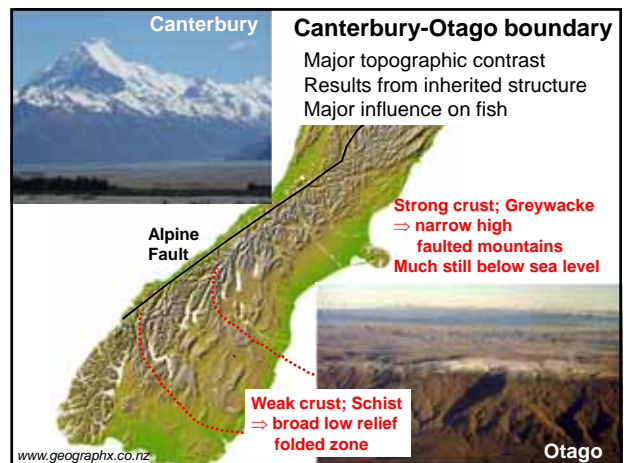 Canterbury
Canterbury-Otago boundary
Major topographic contrast
Results from inherited structure
Major influence on fish
Alpine
Fault
Strong crust; Greywacke
⇒ narrow high
faulted mountains
Much still below sea level
Weak crust; Schist
⇒ broad low relief
folded zone
Otago
www.geographx.co.nz